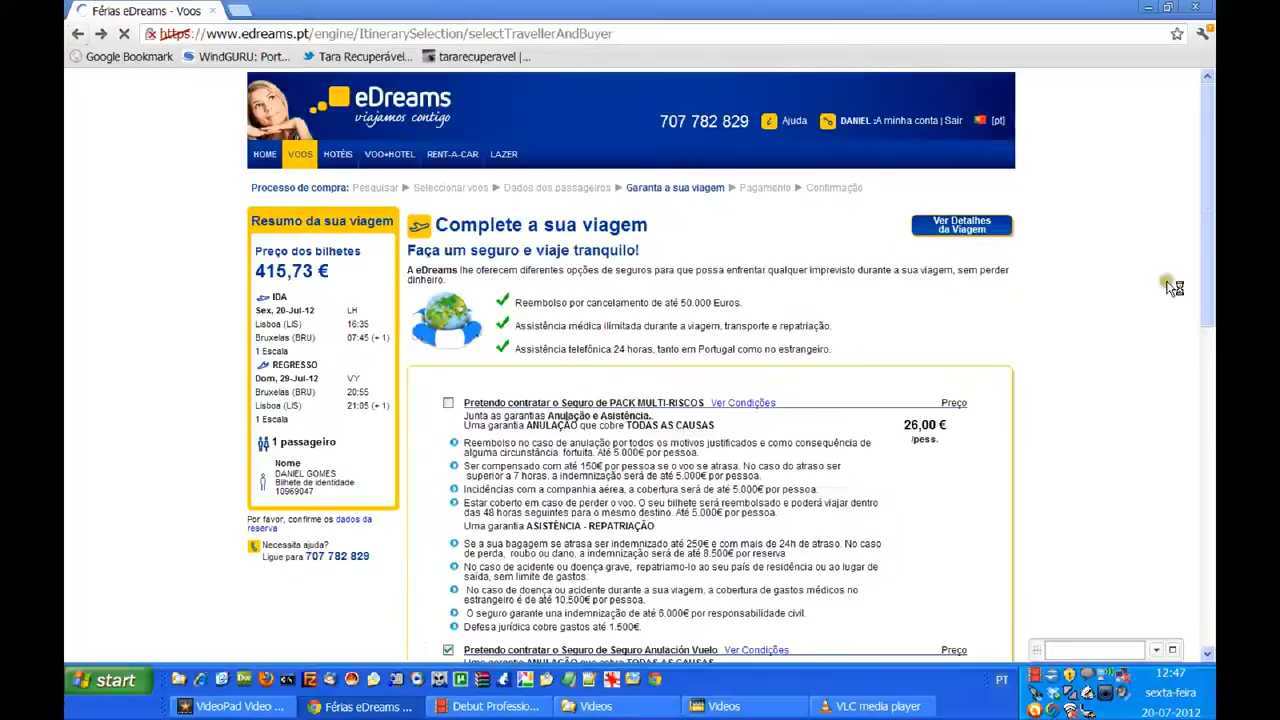 Férias eDreams - Voos
https://www.edreams.pt/engine/ItinerarySelection/selectTravellerAndBuyer
Google Bookmark WindGURU: Port... Tara Recuperáve... tararecuperavel |...
eDreams
viajamos contigo
707 782 829 Ajuda DANIEL :A minha conta | Sair [pt]
HOME VOOS HOTÉIS VOO+HOTEL RENT-A-CAR LAZER
Processo de compra: Pesquisar Seleccionar voos Dados dos passageiros Garanta a sua viagem Pagamento Confirmação
Resumo da sua viagem
Preço dos bilhetes
415,73 €
IDA
Sex, 20-Jul-12 LH
Lisboa (LIS) 16:35
Bruxelas (BRU) 07:45 (+ 1)
1 Escala
REGRESSO
Dom, 29-Jul-12 VY
Bruxelas (BRU) 20:55
Lisboa (LIS) 21:05 (+ 1)
1 Escala
1 passageiro
Nome
DANIEL GOMES
Bilhete de identidade
10969047
Por favor, confirme os dados da
reserva
Necessita ajuda?
Ligue para 707 782 829
Complete a sua viagem
Ver Detalhes
da Viagem
Faça um seguro e viaje tranquilo!
A eDreams lhe oferecem diferentes opções de seguros para que possa enfrentar qualquer imprevisto durante a sua viagem, sem perder
dinheiro.
Reembolso por cancelamento de até 50.000 Euros.
Assistência médica ilimitada durante a viagem, transporte e repatriação.
Assistência telefônica 24 horas, tanto em Portugal como no estrangeiro.
Pretendo contratar o Seguro de PACK MULTI-RISCOS Ver Condições Preço
Junta as garantias Anulação e Asistência.
Uma garantia ANULAÇÃO que cobre TODAS AS CAUSAS 26,00 €
/pess.
Reembolso no caso de anulação por todos os motivos justificados e como consequência de
alguma circunstância fortuita. Até 5.000€ por pessoa.
Ser compensado com até 150€ por pessoa se o voo se atrasa. No caso do atraso ser
superior a 7 horas, a indemnização será de até 5.000€ por pessoa.
Incidências com a companhia aérea, a cobertura será de até 5.000€ por pessoa.
Estar coberto em caso de perder o voo. O seu bilhete será reembolsado e poderá viajar dentro
das 48 horas seguintes para o mesmo destino. Até 5.000€ por pessoa.
Uma garantia ASISTÊNCIA - REPATRIAÇÃO
Se a sua bagagem se atrasa ser indemnizado até 250€ e com mais de 24h de atraso. No caso
de perda, roubo ou dano, a indemnização será de até 8.500€ por reserva
No caso de acidente ou doença grave, repatriamo-lo ao seu país de residência ou ao lugar de
saída, sem limite de gastos.
No caso de doença ou acidente durante a sua viagem, a cobertura de gastos médicos no
estrangeiro é de até 10.500€ por pessoa.
O seguro garante una indemnização de até 6.000€ por responsabilidade civil.
Defesa jurídica cobre gastos até 1.500€.
Pretendo contratar o Seguro de Seguro Anulación Vuelo Ver Condições Preço
Uma garantia ANULAÇÃO que cobre TODAS AS CAUSAS
start
VideoPad Video ... Férias eDreams ... Debut Professio... Videos Videos VLC media player
PT
12:47
sexta-feira
20-07-2012